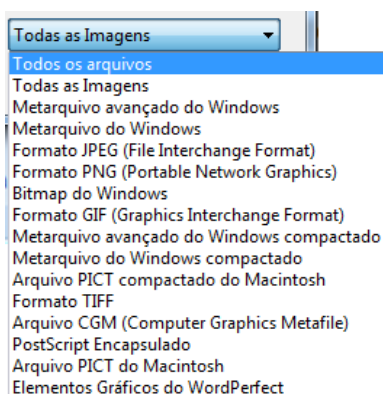 Todas as Imagens
Todos os arquivos
Todas as Imagens
Metarquivo avançado do Windows
Metarquivo do Windows
Formato JPEG (File Interchange Format)
Formato PNG (Portable Network Graphics)
Bitmap do Windows
Formato GIF (Graphics Interchange Format)
Metarquivo avançado do Windows compactado
Metarquivo do Windows compactado
Arquivo PICT compactado do Macintosh
Formato TIFF
Arquivo CGM (Computer Graphics Metafile)
PostScript Encapsulado
Arquivo PICT do Macintosh
Elementos Gráficos do WordPerfect